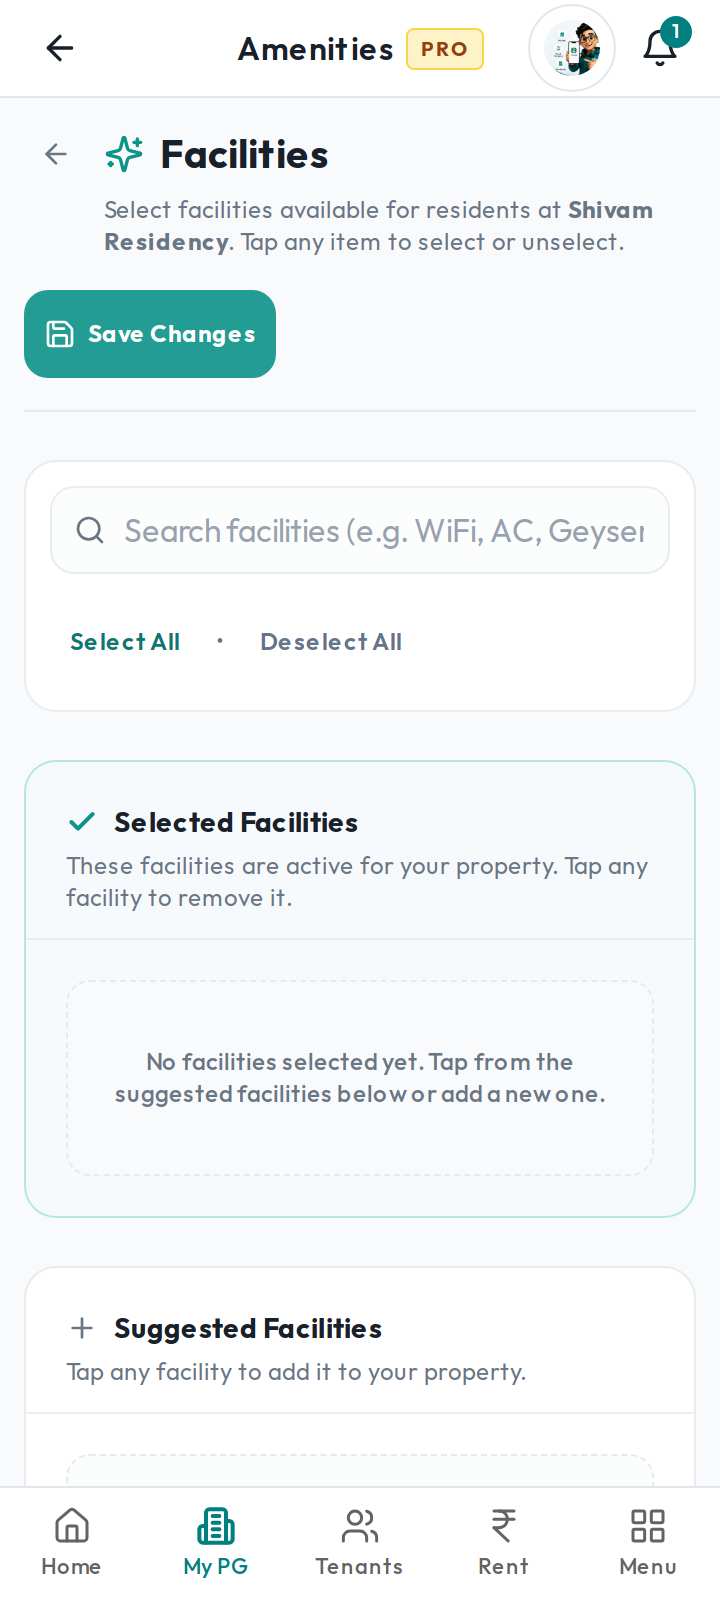 Amenities PRO
1
Facilities
Select facilities available for residents at Shivam
Residency. Tap any item to select or unselect.
Save Changes
Search facilities (e.g. WiFi, AC, Geyser
Select All • Deselect All
Selected Facilities
These facilities are active for your property. Tap any
facility to remove it.
No facilities selected yet. Tap from the
suggested facilities below or add a new one.
Suggested Facilities
Tap any facility to add it to your property.
Home My PG Tenants Rent Menu